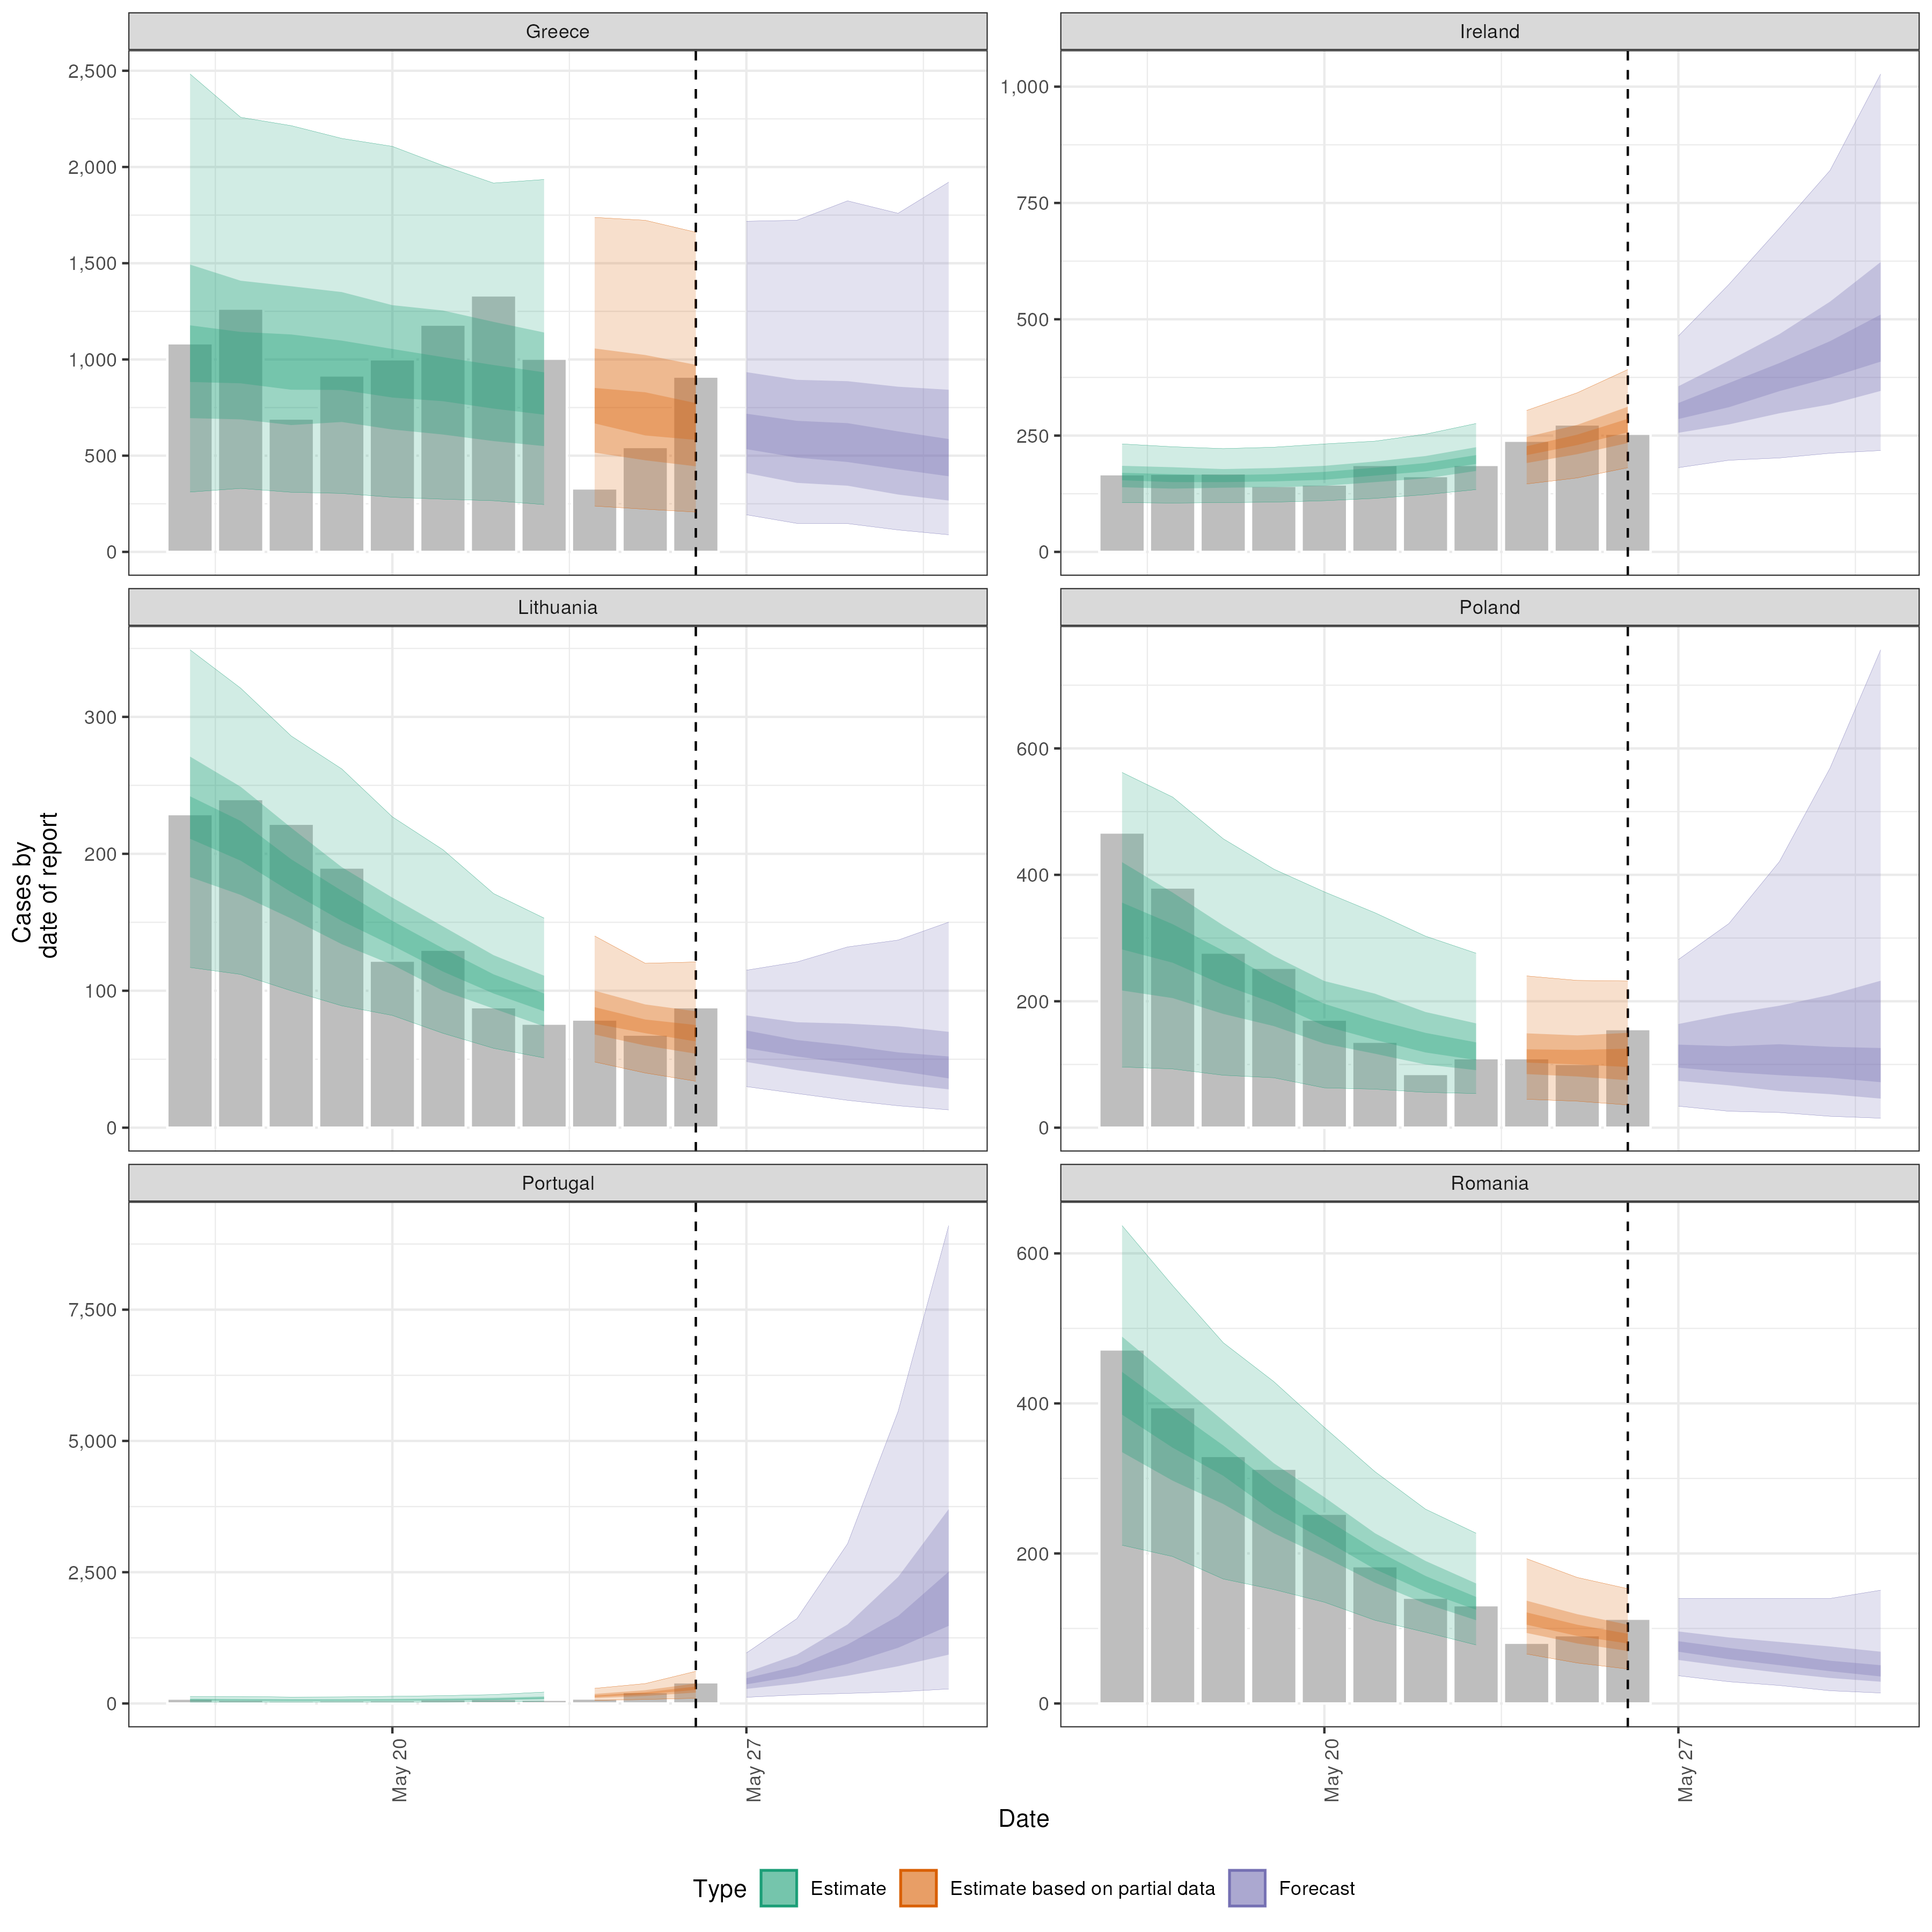 Greece
Ireland
2,500
2,000
1,500
1,000
500
0
1,000
750
500
250
0
Lithuania
Poland
300
200
100
0
600
400
200
0
Cases by
date of report
Portugal
Romania
7,500
5,000
2,500
0
600
400
200
0
May 20
May 27
May 20
May 27
Date
Type
Estimate
Estimate based on partial data
Forecast